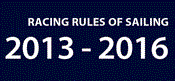 RACING RULES OF SAILING
2013 - 2016